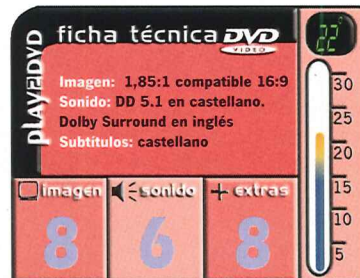 ficha técnica DVD
VIDEO
PLAY2DVD
Imagen: 1,85:1 compatible 16:9
Sonido: DD 5.1 en castellano.
Dolby Surround en inglés
Subtítulos: castellano
imagen
sonido
+ extras
8
6
8
22°
30
25
20
15
10
5